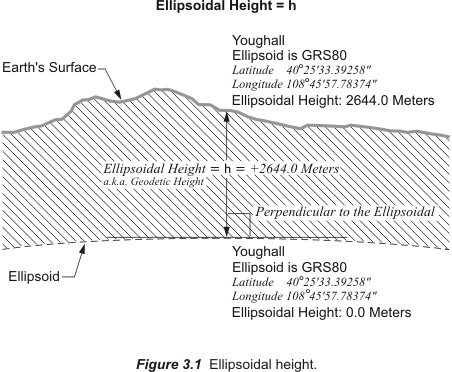 Ellipsoidal Height = h
Youghall
Ellipsoid is GRS80
Latitude 40°25'33.39258"
Longitude 108°45'57.78374"
Ellipsoidal Height: 2644.0 Meters
Earth's Surface
Ellipsoidal Height = h = +2644.0 Meters
a.k.a. Geodetic Height
Perpendicular to the Ellipsoidal
Youghall
Ellipsoid is GRS80
Latitude 40°25'33.39258"
Longitude 108°45'57.78374"
Ellipsoidal Height: 0.0 Meters
Ellipsoid
Figure 3.1 Ellipsoidal height.